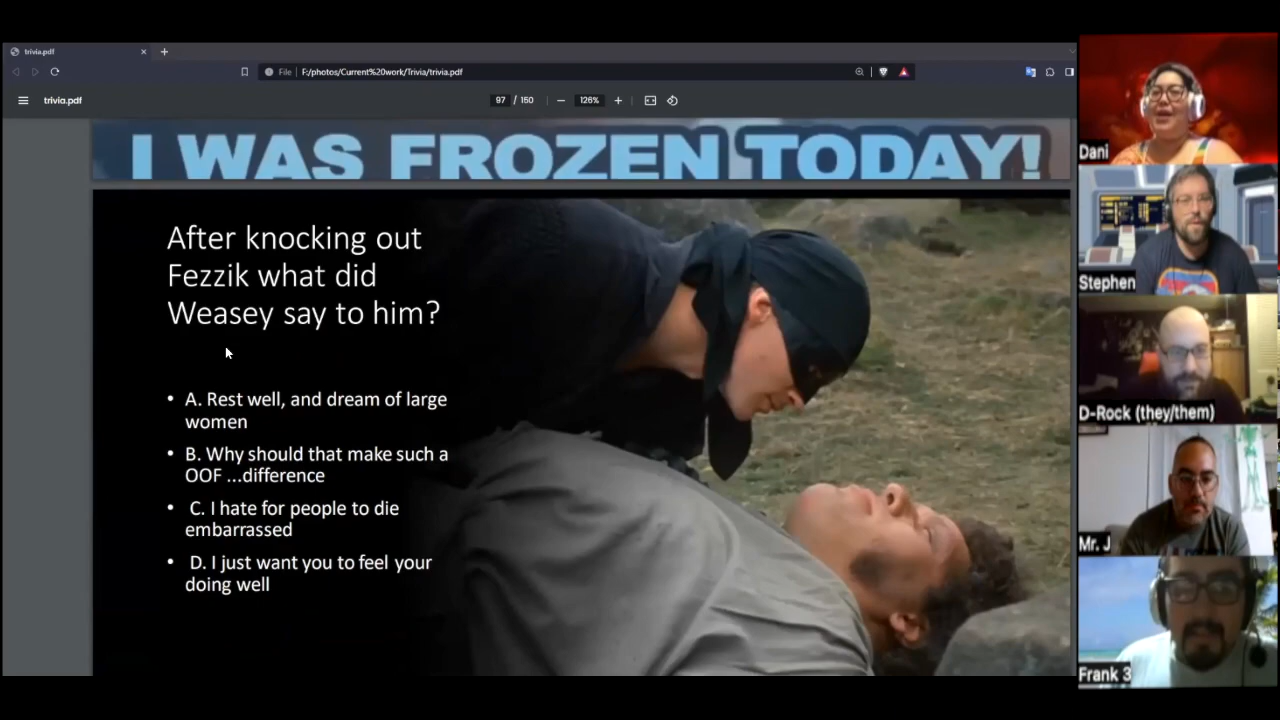 trivia.pdf
File
F:/photos/Current%20work/Trivia/trivia.pdf
trivia.pdf
97 / 150
126%
I WAS FROZEN TODAY!
After knocking out
Fezzik what did
Weasey say to him?
• A. Rest well, and dream of large
women
• B. Why should that make such a
OOF ...difference
• C. I hate for people to die
embarrassed
• D. I just want you to feel your
doing well
Dani
Stephen
D-Rock (they/them)
Mr. J
Frank 3